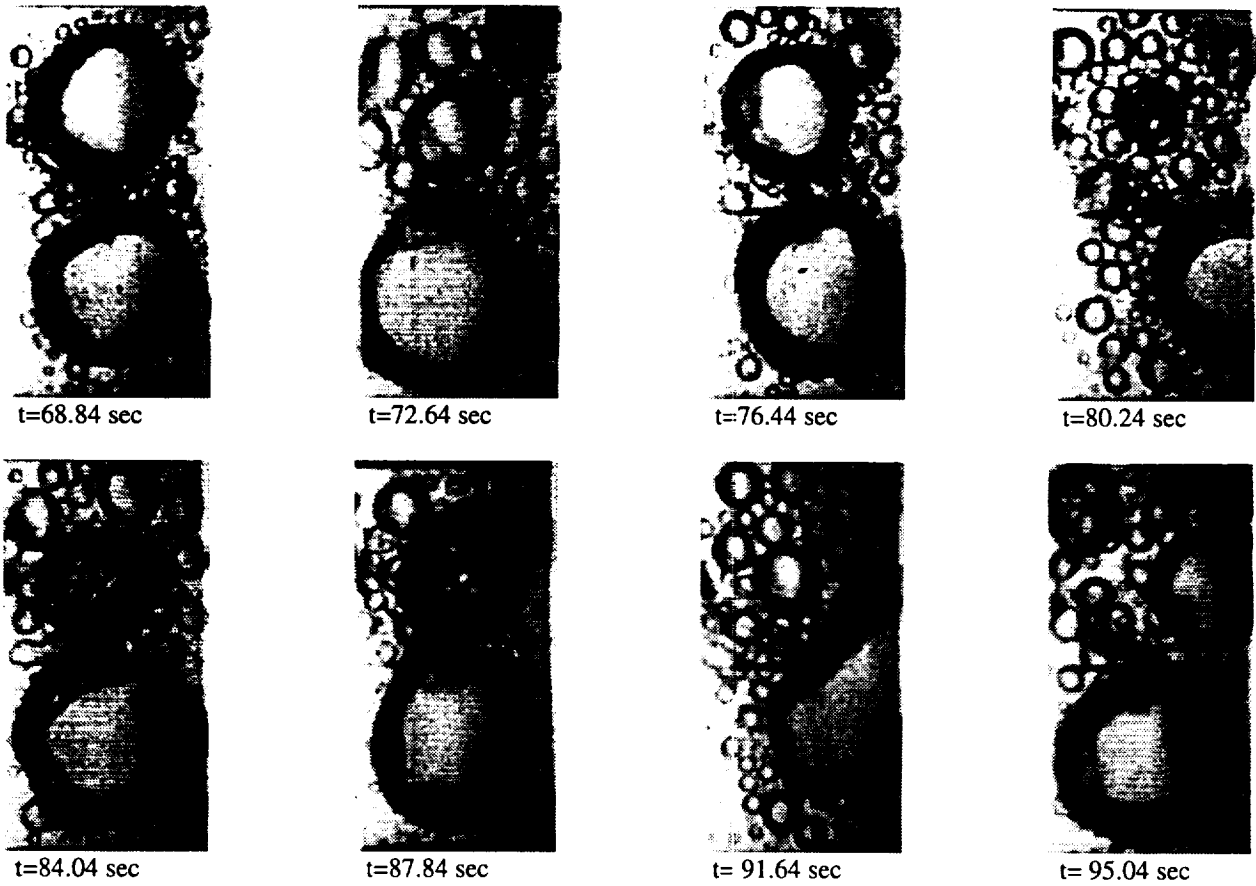 t=68.84 sec
t=72.64 sec
t=76.44 sec
t=80.24 sec
t=84.04 sec
t=87.84 sec
t= 91.64 sec
t= 95.04 sec